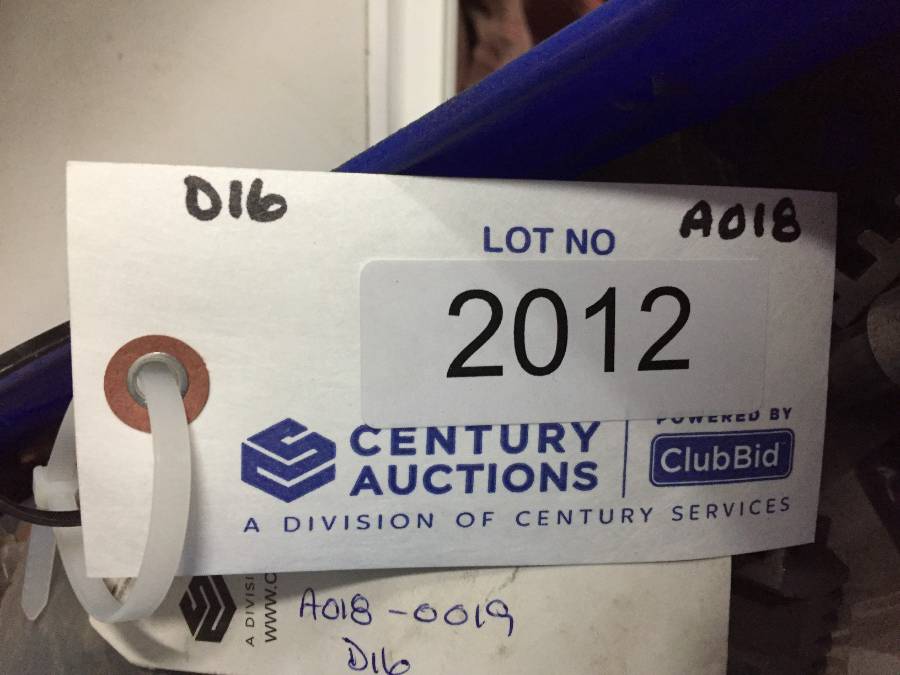 D16
A018
LOT NO
2012
CENTURY
AUCTIONS
POWERED BY
ClubBid
A DIVISION OF CENTURY SERVICES
A018-0019
D16